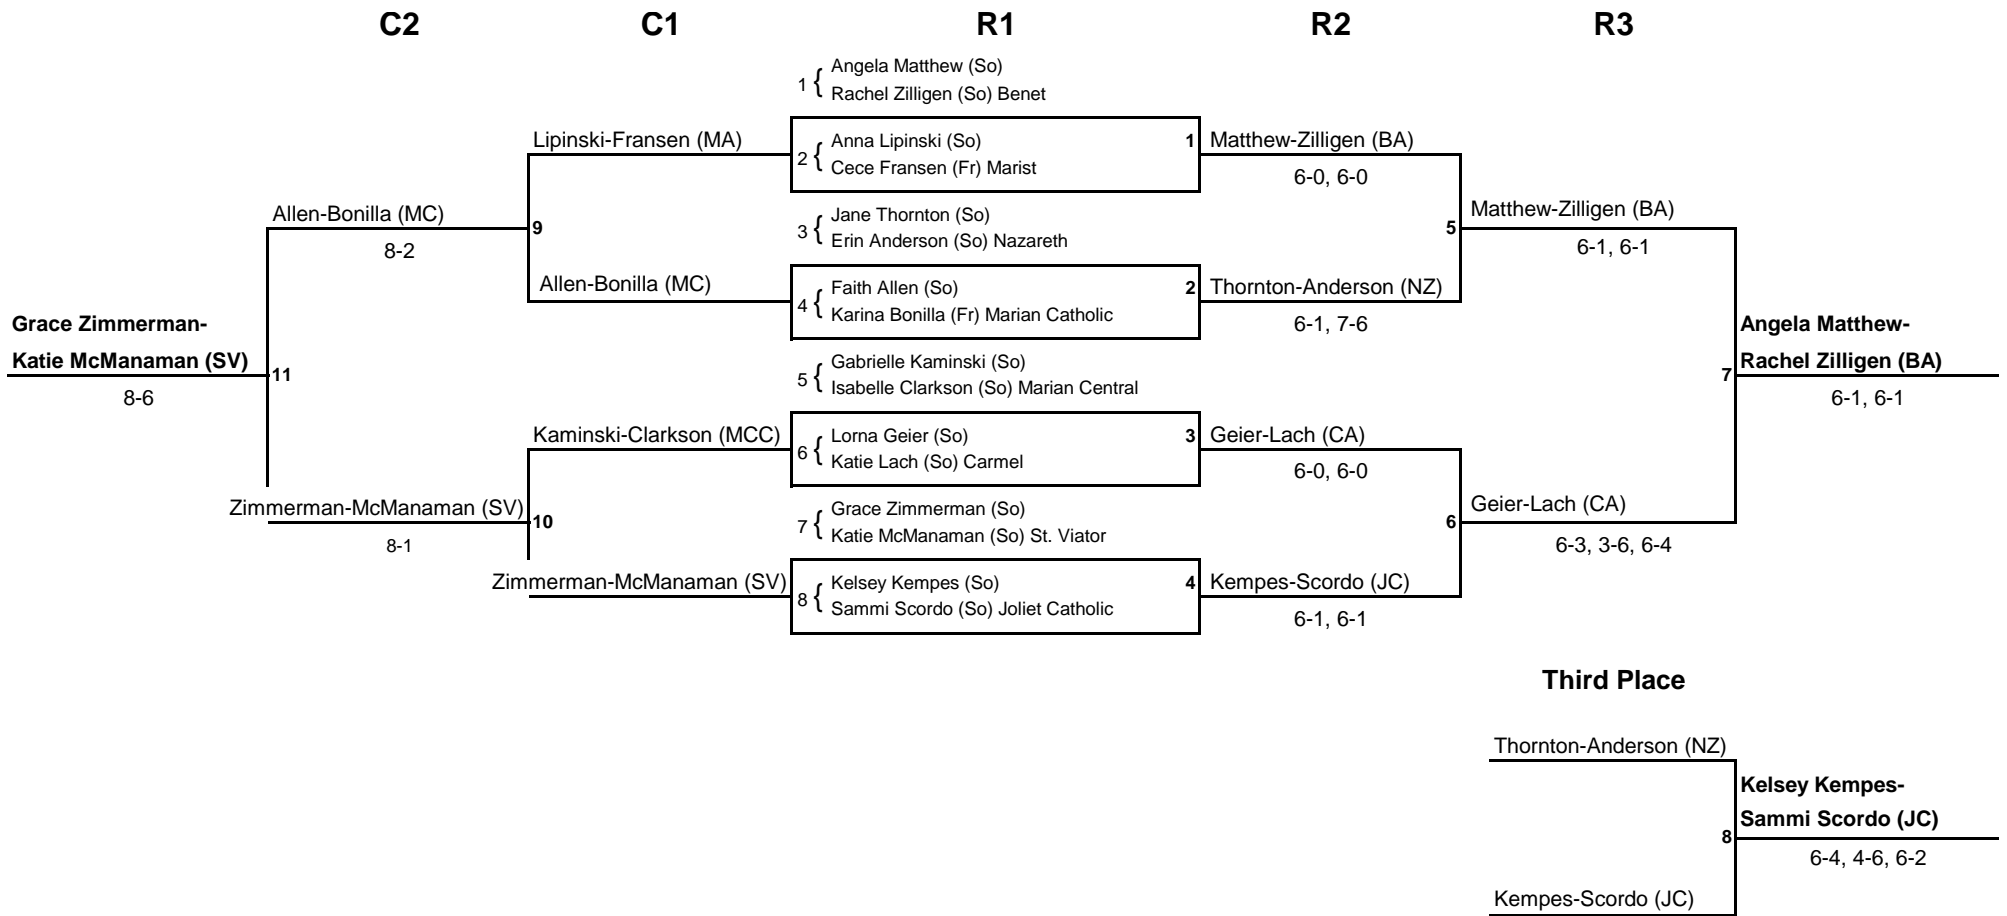 C2 C1 R1 R2 R3
1 { Angela Matthew (So)
Rachel Zilligen (So) Benet
Lipinski-Fransen (MA) 2 { Anna Lipinski (So) 1 Matthew-Zilligen (BA)
Cece Fransen (Fr) Marist 6-0, 6-0
Allen-Bonilla (MC) 9 3 { Jane Thornton (So) 5 Matthew-Zilligen (BA)
8-2 Erin Anderson (So) Nazareth 6-1, 6-1
Allen-Bonilla (MC) 4 { Faith Allen (So) 2 Thornton-Anderson (NZ)
Karina Bonilla (Fr) Marian Catholic 6-1, 7-6
Grace Zimmerman- Angela Matthew-
Katie McManaman (SV) 11 5 { Gabrielle Kaminski (So) 7 Rachel Zilligen (BA)
8-6 Isabelle Clarkson (So) Marian Central 6-1, 6-1
Kaminski-Clarkson (MCC) 6 { Lorna Geier (So) 3 Geier-Lach (CA)
Katie Lach (So) Carmel 6-0, 6-0
Zimmerman-McManaman (SV) 10 7 { Grace Zimmerman (So) 6 Geier-Lach (CA)
8-1 Katie McManaman (So) St. Viator 6-3, 3-6, 6-4
Zimmerman-McManaman (SV) 8 { Kelsey Kempes (So) 4 Kempes-Scordo (JC)
Sammi Scordo (So) Joliet Catholic 6-1, 6-1
Third Place
Thornton-Anderson (NZ)
Kelsey Kempes-
8 Sammi Scordo (JC)
6-4, 4-6, 6-2
Kempes-Scordo (JC)